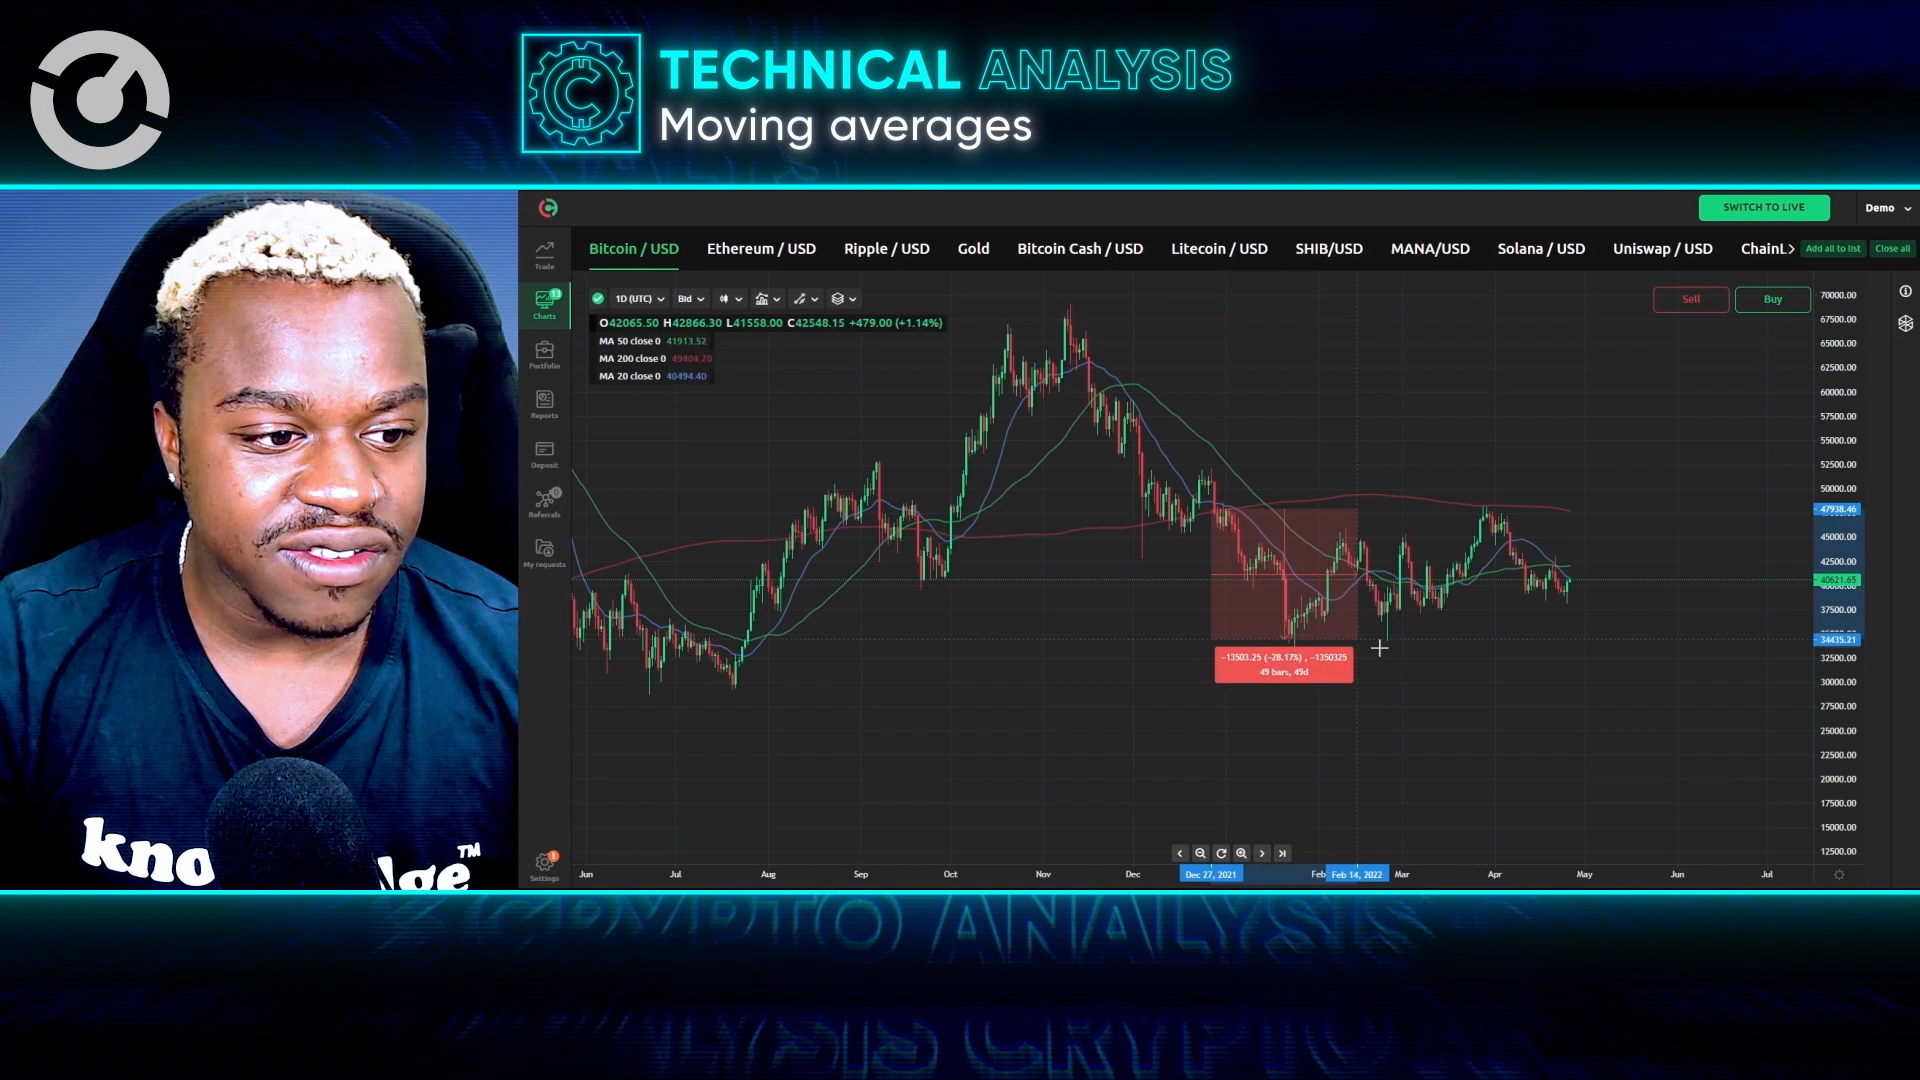 TECHNICAL ANALYSIS
Moving averages
SWITCH TO LIVE
Demo
Bitcoin / USD
Ethereum / USD
Ripple / USD
Gold
Bitcoin Cash / USD
Litecoin / USD
SHIB/USD
MANA/USD
Solana / USD
Uniswap / USD
ChainL
Add all to list
Close all
Trade
13
Charts
Portfolio
Reports
Deposit
0
Referrals
My requests
Settings
1D (UTC)
Bid
O42065.50 H42866.30 L41558.00 C42548.15 +479.00 (+1.14%)
MA 50 close 0 41913.52
MA 200 close 0 49404.70
MA 20 close 0 40494.40
Sell
Buy
70000.00
67500.00
65000.00
62500.00
60000.00
57500.00
55000.00
52500.00
50000.00
47938.46
45000.00
42500.00
40621.65
37500.00
34435.21
32500.00
30000.00
27500.00
25000.00
22500.00
20000.00
17500.00
15000.00
12500.00
−13503.25 (−28.17%) , −1350325
49 bars, 49d
Jun
Jul
Aug
Sep
Oct
Nov
Dec
Dec 27, 2021
Feb
Feb 14, 2022
Mar
Apr
May
Jun
Jul
TM
CRYPTO ANALYSIS